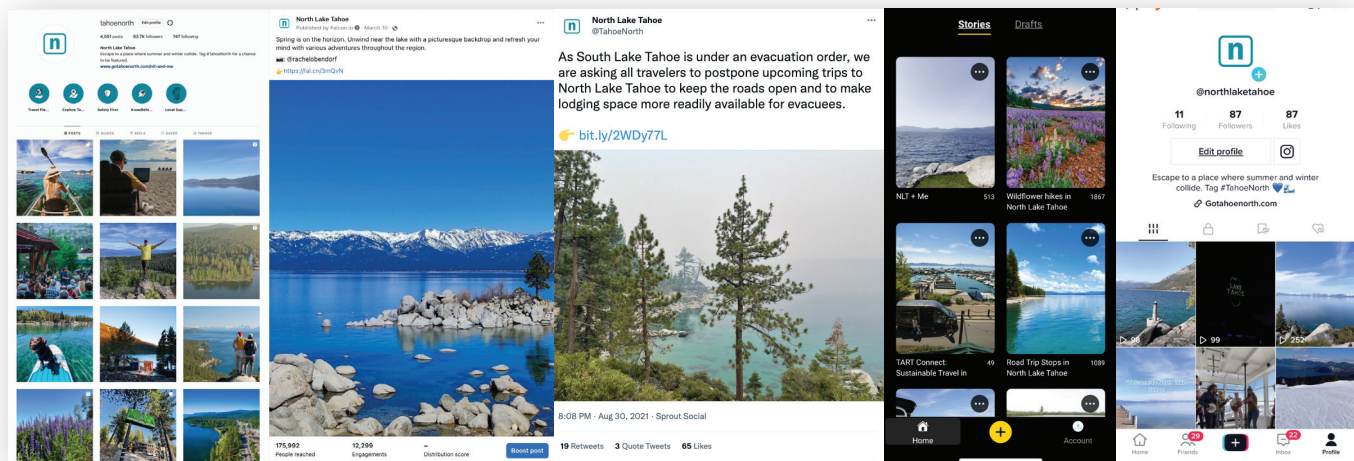 tahoenorth Edit profile
4,091 posts 83.7K followers 747 following
North Lake Tahoe
Escape to a place where summer and winter collide. Tag #TahoeNorth for a chance
to be featured.
www.gotahoenorth.com/nlt-and-me
Explore Ta... Safety First KnowBefo... Local Sup...
POSTS GUIDES REELS SAVED TAGGED
n
North Lake Tahoe
Published by Falcon.io · March 10 ·
Spring is on the horizon. Unwind near the lake with a picturesque backdrop and refresh your
mind with various adventures throughout the region.
📷: @rachelobendorf
👉 https://fal.cn/3mQvN
175,992 12,299 –
People reached Engagements Distribution score
Boost post
n
North Lake Tahoe
@TahoeNorth
As South Lake Tahoe is under an evacuation order, we
are asking all travelers to postpone upcoming trips to
North Lake Tahoe to keep the roads open and to make
lodging space more readily available for evacuees.
👉 bit.ly/2WDy77L
8:08 PM · Aug 30, 2021 · Sprout Social
19 Retweets 3 Quote Tweets 65 Likes
n
Stories Drafts
NLT + Me 513
Wildflower hikes in
North Lake Tahoe 1867
TART Connect: 49
Sustainable Travel in
Road Trip Stops in 1089
North Lake Tahoe
Home
Account
n
@northlaketahoe
11 87 87
Following Followers Likes
Edit profile
Escape to a place where summer and winter
collide. Tag #TahoeNorth 💙🌊
Gotahoenorth.com
LAKE
TAHOE
98
99
252
29 22
Home Friends Inbox Profile